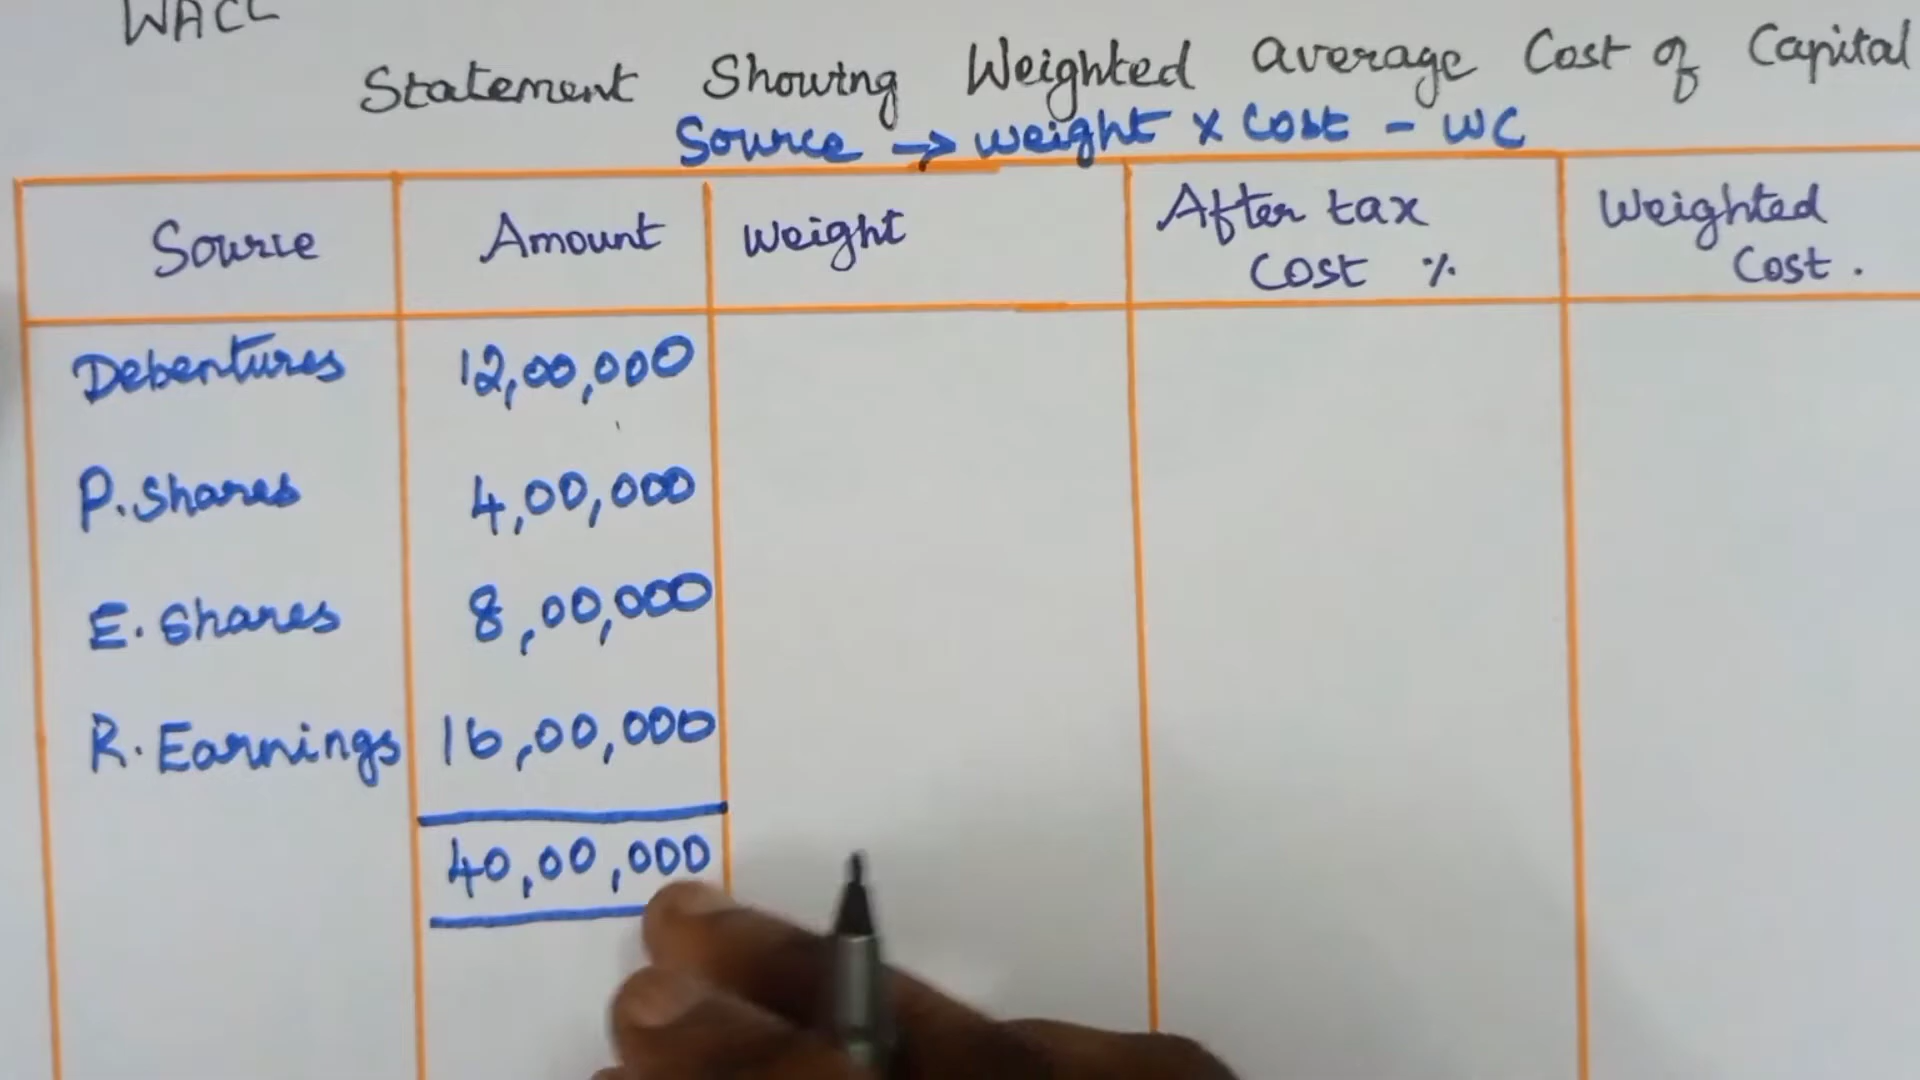 WACC
Statement Showing Weighted average Cost of Capital
Source → weight x Cost - WC
Source Amount Weight After tax Cost % Weighted Cost.
Debentures 12,00,000
P. Shares 4,00,000
E. Shares 8,00,000
R. Earnings 16,00,000
40,00,000